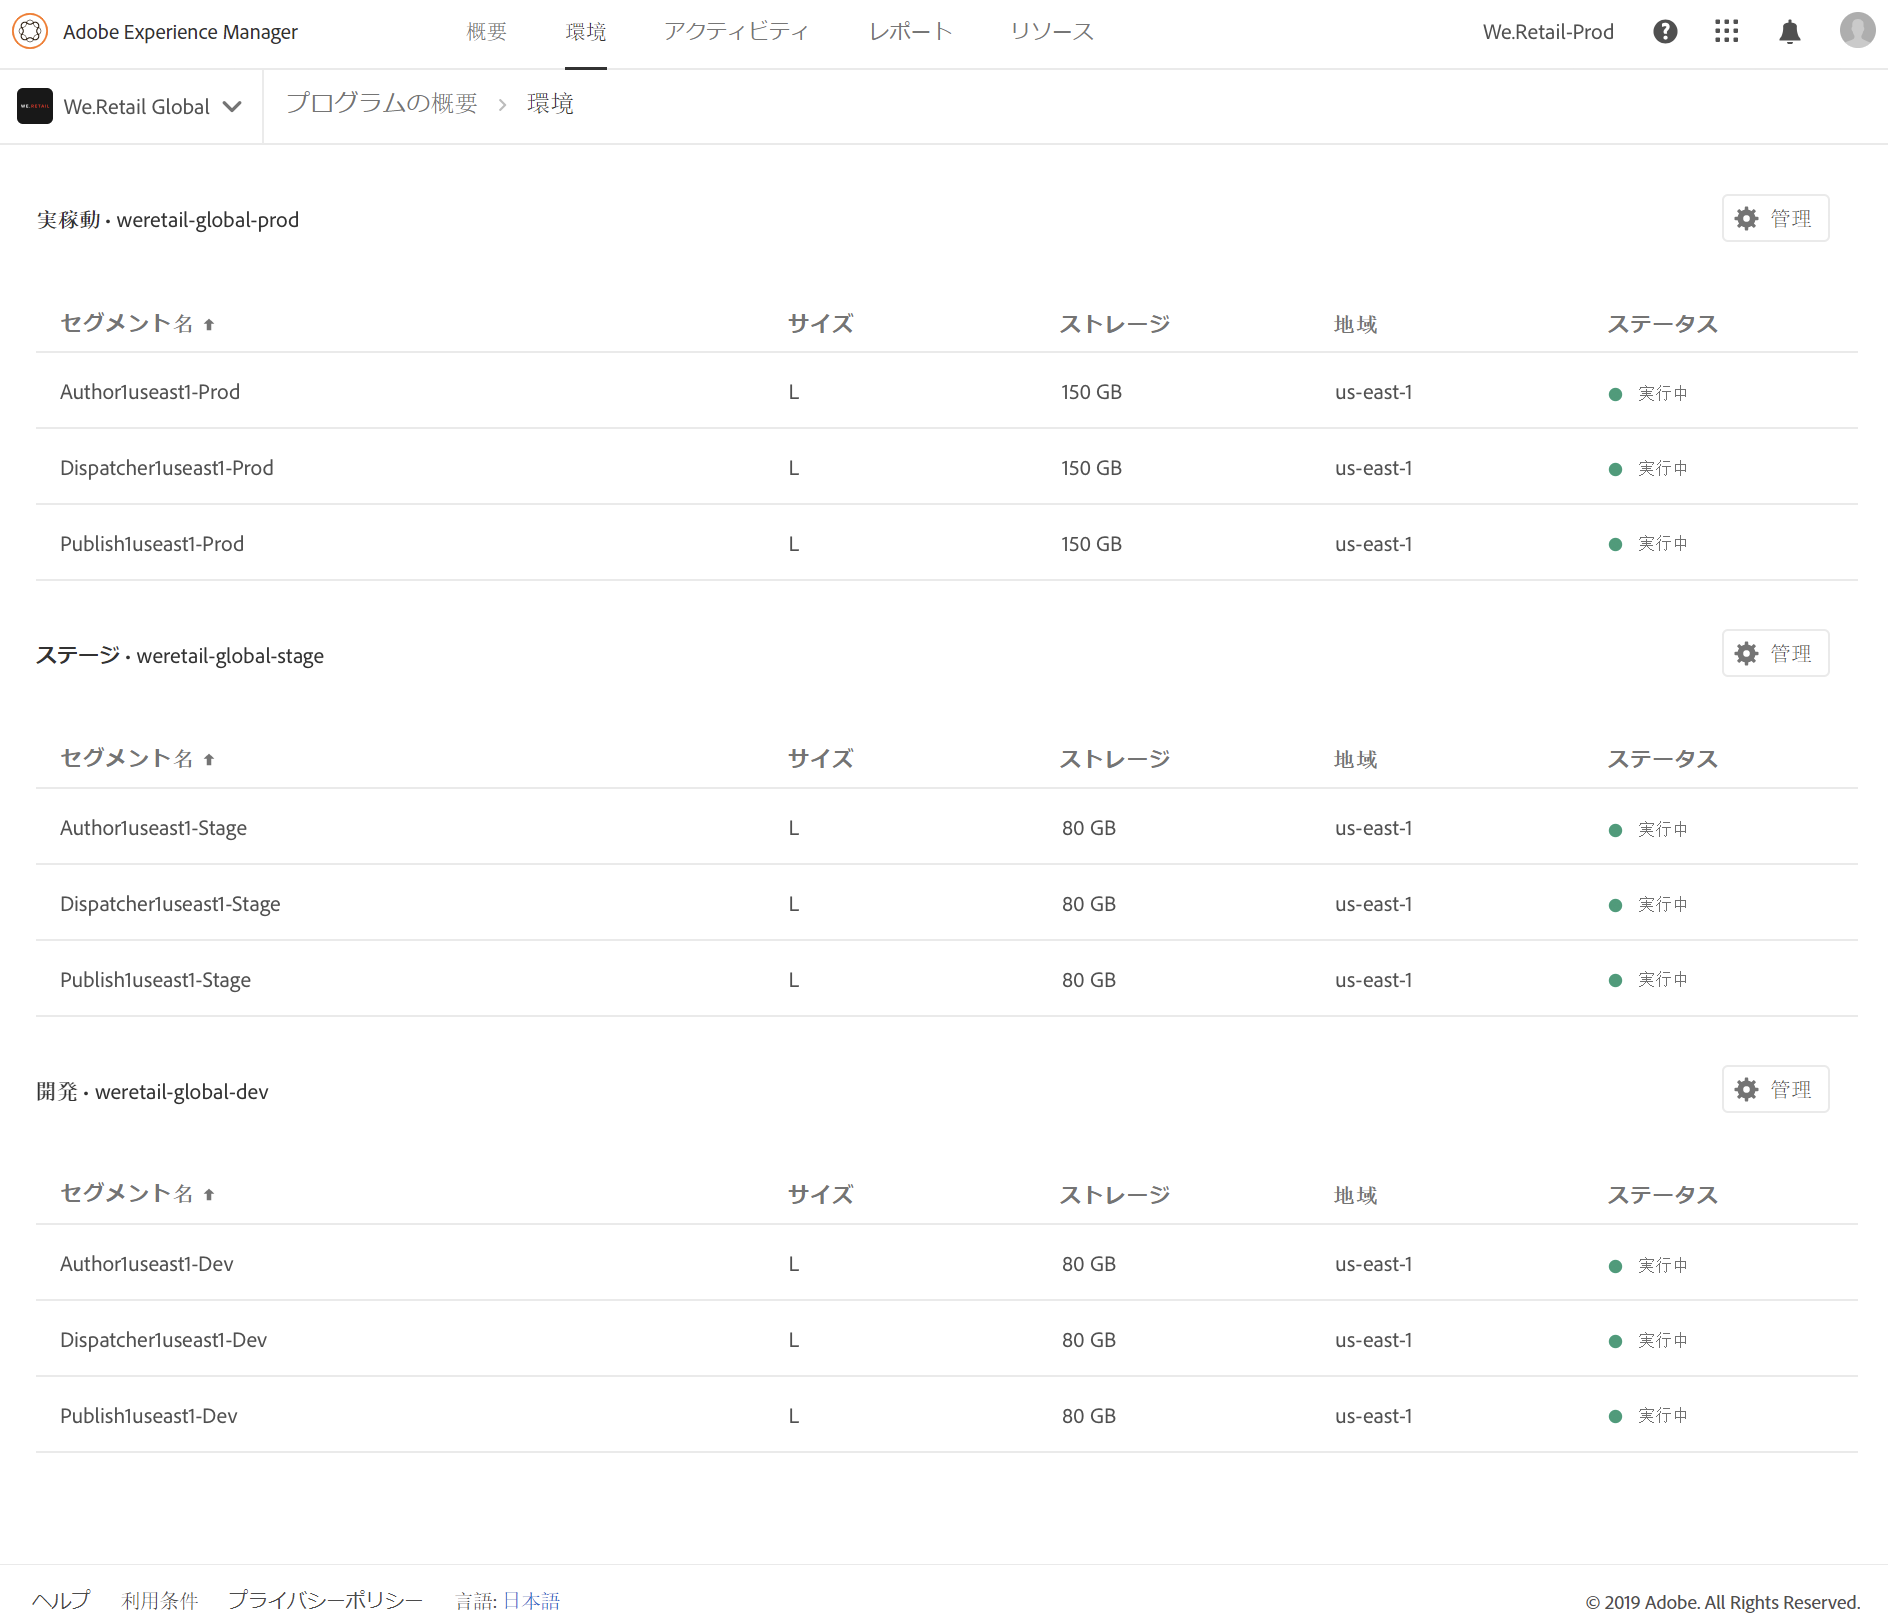 Adobe Experience Manager 概要 環境 アクティビティ レポート リソース We.Retail-Prod
WE.RETAIL We.Retail Global プログラムの概要 › 環境
実稼動 • weretail-global-prod 管理
セグメント名 サイズ ストレージ 地域 ステータス
Author1useast1-Prod L 150 GB us-east-1 実行中
Dispatcher1useast1-Prod L 150 GB us-east-1 実行中
Publish1useast1-Prod L 150 GB us-east-1 実行中
ステージ • weretail-global-stage 管理
セグメント名 サイズ ストレージ 地域 ステータス
Author1useast1-Stage L 80 GB us-east-1 実行中
Dispatcher1useast1-Stage L 80 GB us-east-1 実行中
Publish1useast1-Stage L 80 GB us-east-1 実行中
開発 • weretail-global-dev 管理
セグメント名 サイズ ストレージ 地域 ステータス
Author1useast1-Dev L 80 GB us-east-1 実行中
Dispatcher1useast1-Dev L 80 GB us-east-1 実行中
Publish1useast1-Dev L 80 GB us-east-1 実行中
ヘルプ 利用条件 プライバシーポリシー 言語: 日本語 © 2019 Adobe. All Rights Reserved.